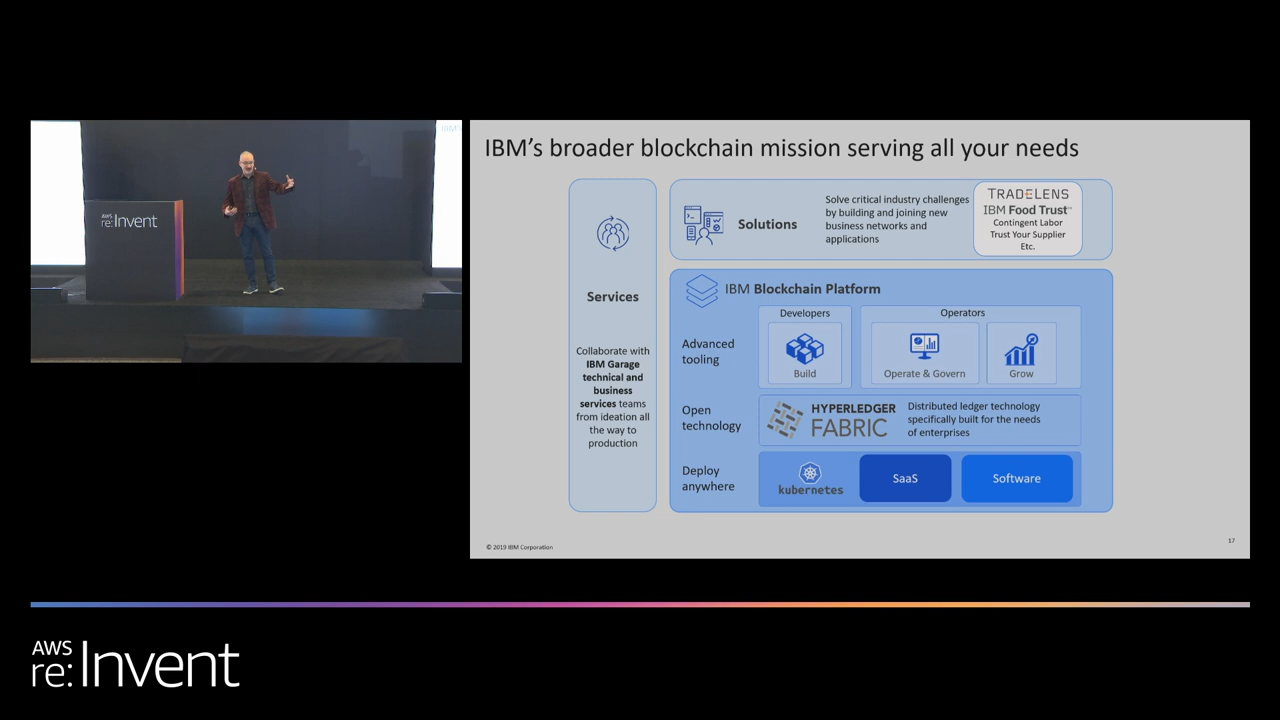 AWS
re:Invent
IBM
IBM's broader blockchain mission serving all your needs
Services
Collaborate with
IBM Garage
technical and
business
services teams
from ideation all
the way to
production
Solutions
Solve critical industry challenges
by building and joining new
business networks and
applications
TRADELENS
IBM Food Trust™
Contingent Labor
Trust Your Supplier
Etc.
IBM Blockchain Platform
Advanced
tooling
Developers
Build
Operators
Operate & Govern
Grow
Open
technology
HYPERLEDGER
FABRIC
Distributed ledger technology
specifically built for the needs
of enterprises
Deploy
anywhere
kubernetes
SaaS
Software
© 2019 IBM Corporation
17
AWS
re:Invent